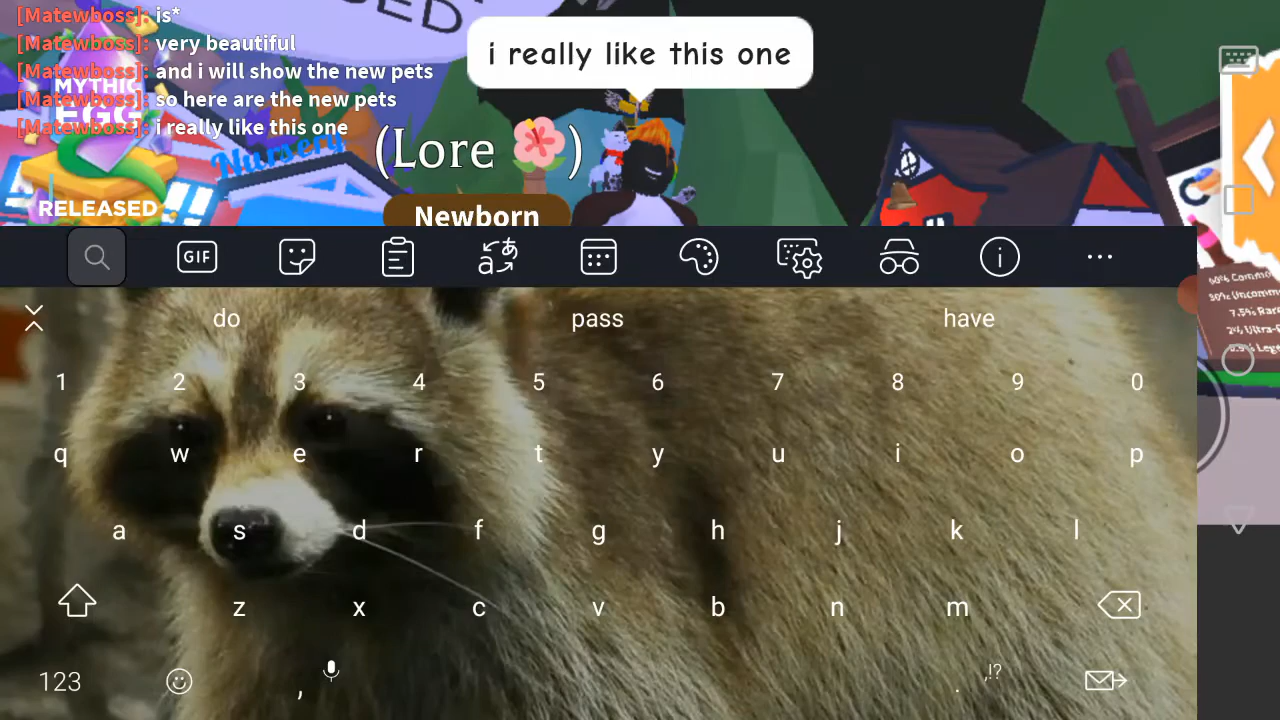 [Matewboss]: is*
[Matewboss]: very beautiful
[Matewboss]: and i will show the new pets
[Matewboss]: so here are the new pets
[Matewboss]: i really like this one
i really like this one
MYTHIC
EGG
RELEASED
Nursery
(Lore 🌺)
Newborn
GIF
do pass have
1 2 3 4 5 6 7 8 9 0
q w e r t y u i o p
a s d f g h j k l
z x c v b n m
123 , . ,!?